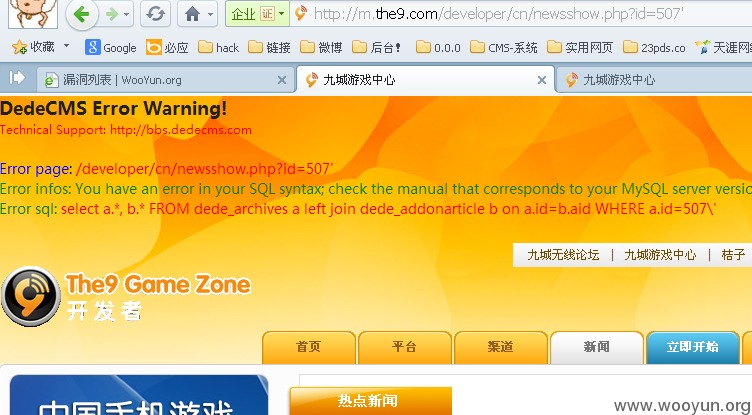 企业 证 http://m.the9.com/developer/cn/newsshow.php?id=507'
收藏 Google 必应 hack 链接 微博 后台! 0.0.0 CMS-系统 实用网页 23pds.co 天涯网
漏洞列表 | WooYun.org 九城游戏中心 九城游戏中心
DedeCMS Error Warning!
Technical Support: http://bbs.dedecms.com
Error page: /developer/cn/newsshow.php?id=507'
Error infos: You have an error in your SQL syntax; check the manual that corresponds to your MySQL server versio
Error sql: select a.*, b.* FROM dede_archives a left join dede_addonarticle b on a.id=b.aid WHERE a.id=507\'
九城无线论坛 | 九城游戏中心 | 桔子
The9 Game Zone
开发者
首页 平台 渠道 新闻 立即开始
中国手机游戏
热点新闻
www.wooyun.org